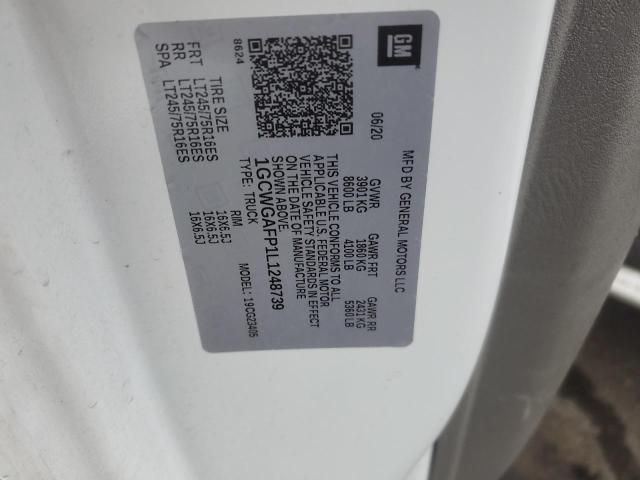 GM
MFD BY GENERAL MOTORS LLC
06/20 GVWR GAWR FRT GAWR RR
3901 KG 1860 KG 2431 KG
8600 LB 4100 LB 5360 LB
THIS VEHICLE CONFORMS TO ALL
APPLICABLE U.S. FEDERAL MOTOR
VEHICLE SAFETY STANDARDS IN EFFECT
ON THE DATE OF MANUFACTURE
SHOWN ABOVE.
1GCWGAFP1L1248739
TYPE: TRUCK 19CG23405
8624
TIRE SIZE RIM
FRT LT245/75R16ES 16X6.5J
RR LT245/75R16ES 16X6.5J
SPA LT245/75R16ES 16X6.5J